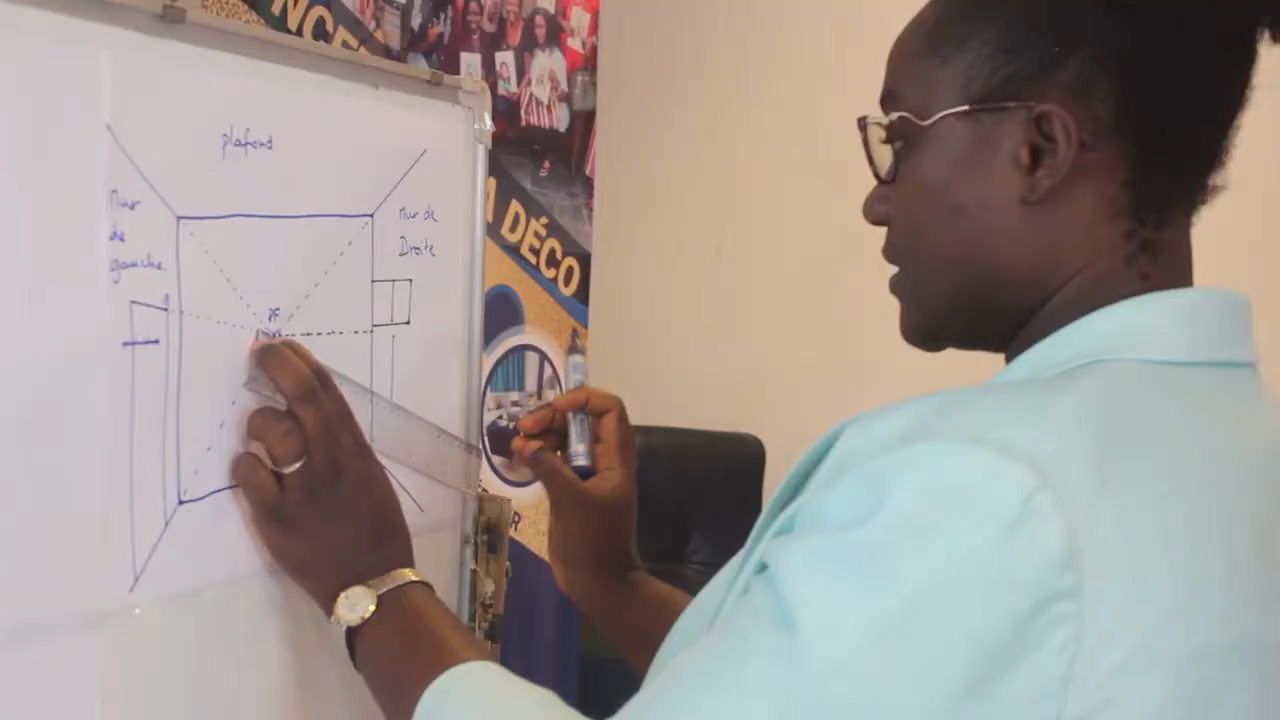 plafond
Mur
de
gauche.
Mur de
Droite
PF
DÉCO